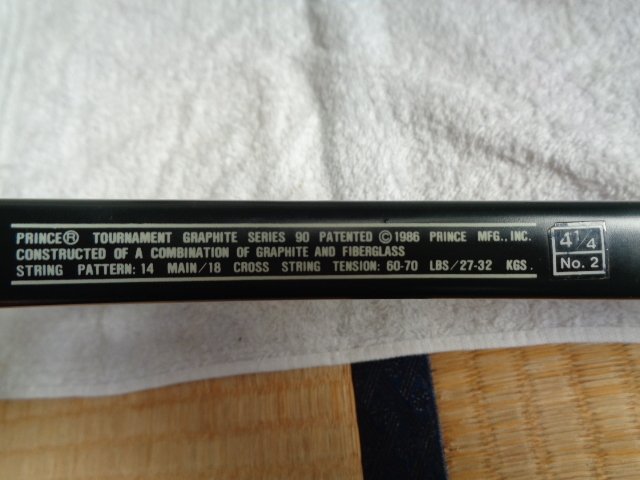 PRINCE® TOURNAMENT GRAPHITE SERIES 90 PATENTED ©1986 PRINCE MFG., INC.
CONSTRUCTED OF A COMBINATION OF GRAPHITE AND FIBERGLASS
STRING PATTERN: 14 MAIN/18 CROSS STRING TENSION: 60-70 LBS/27-32 KGS.
4 1/4
No. 2